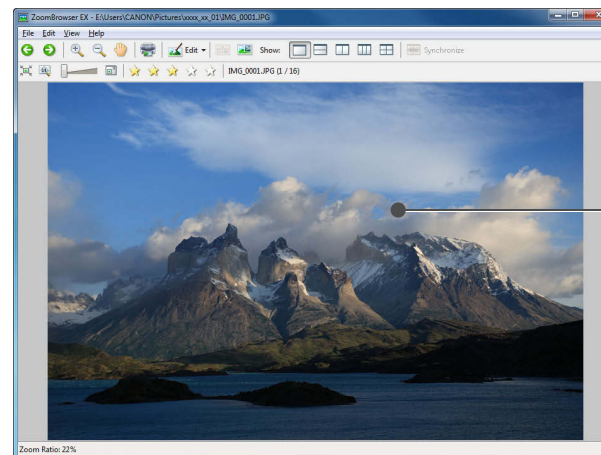 ZoomBrowser EX - E:\Users\CANON\Pictures\xxxx_xx_01\IMG_0001.JPG
File Edit View Help
Edit Show: Synchronize
IMG_0001.JPG (1 / 16)
Zoom Ratio: 22%